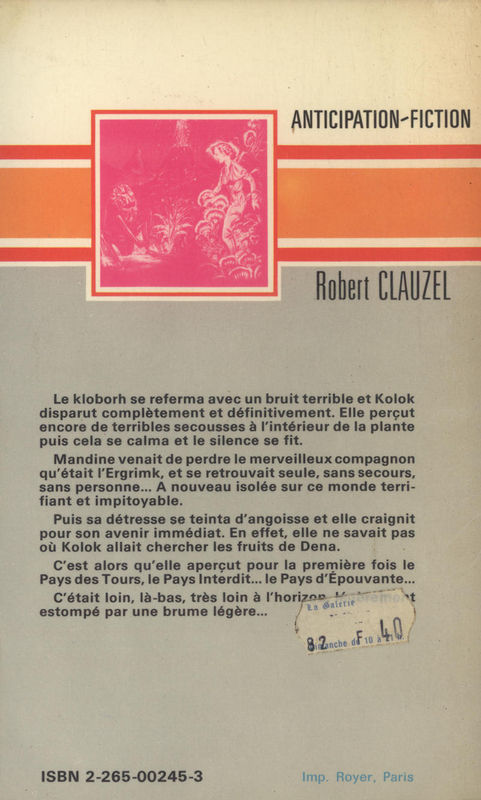 ANTICIPATION-FICTION
Robert CLAUZEL
Le kloborh se referma avec un bruit terrible et Kolok
disparut complètement et définitivement. Elle perçut
encore de terribles secousses à l'intérieur de la plante
puis cela se calma et le silence se fit.
Mandine venait de perdre le merveilleux compagnon
qu'était l'Ergrimk, et se retrouvait seule, sans secours,
sans personne... A nouveau isolée sur ce monde terri-
fiant et impitoyable.
Puis sa détresse se teinta d'angoisse et elle craignit
pour son avenir immédiat. En effet, elle ne savait pas
où Kolok allait chercher les fruits de Dena.
C'est alors qu'elle aperçut pour la première fois le
Pays des Tours, le Pays Interdit... le Pays d'Épouvante...
C'était loin, là-bas, très loin à l'horizon,
estompé par une brume légère...
La Galerie
82 F 40
Dimanche de 10 à
ISBN 2-265-00245-3
Imp. Royer, Paris